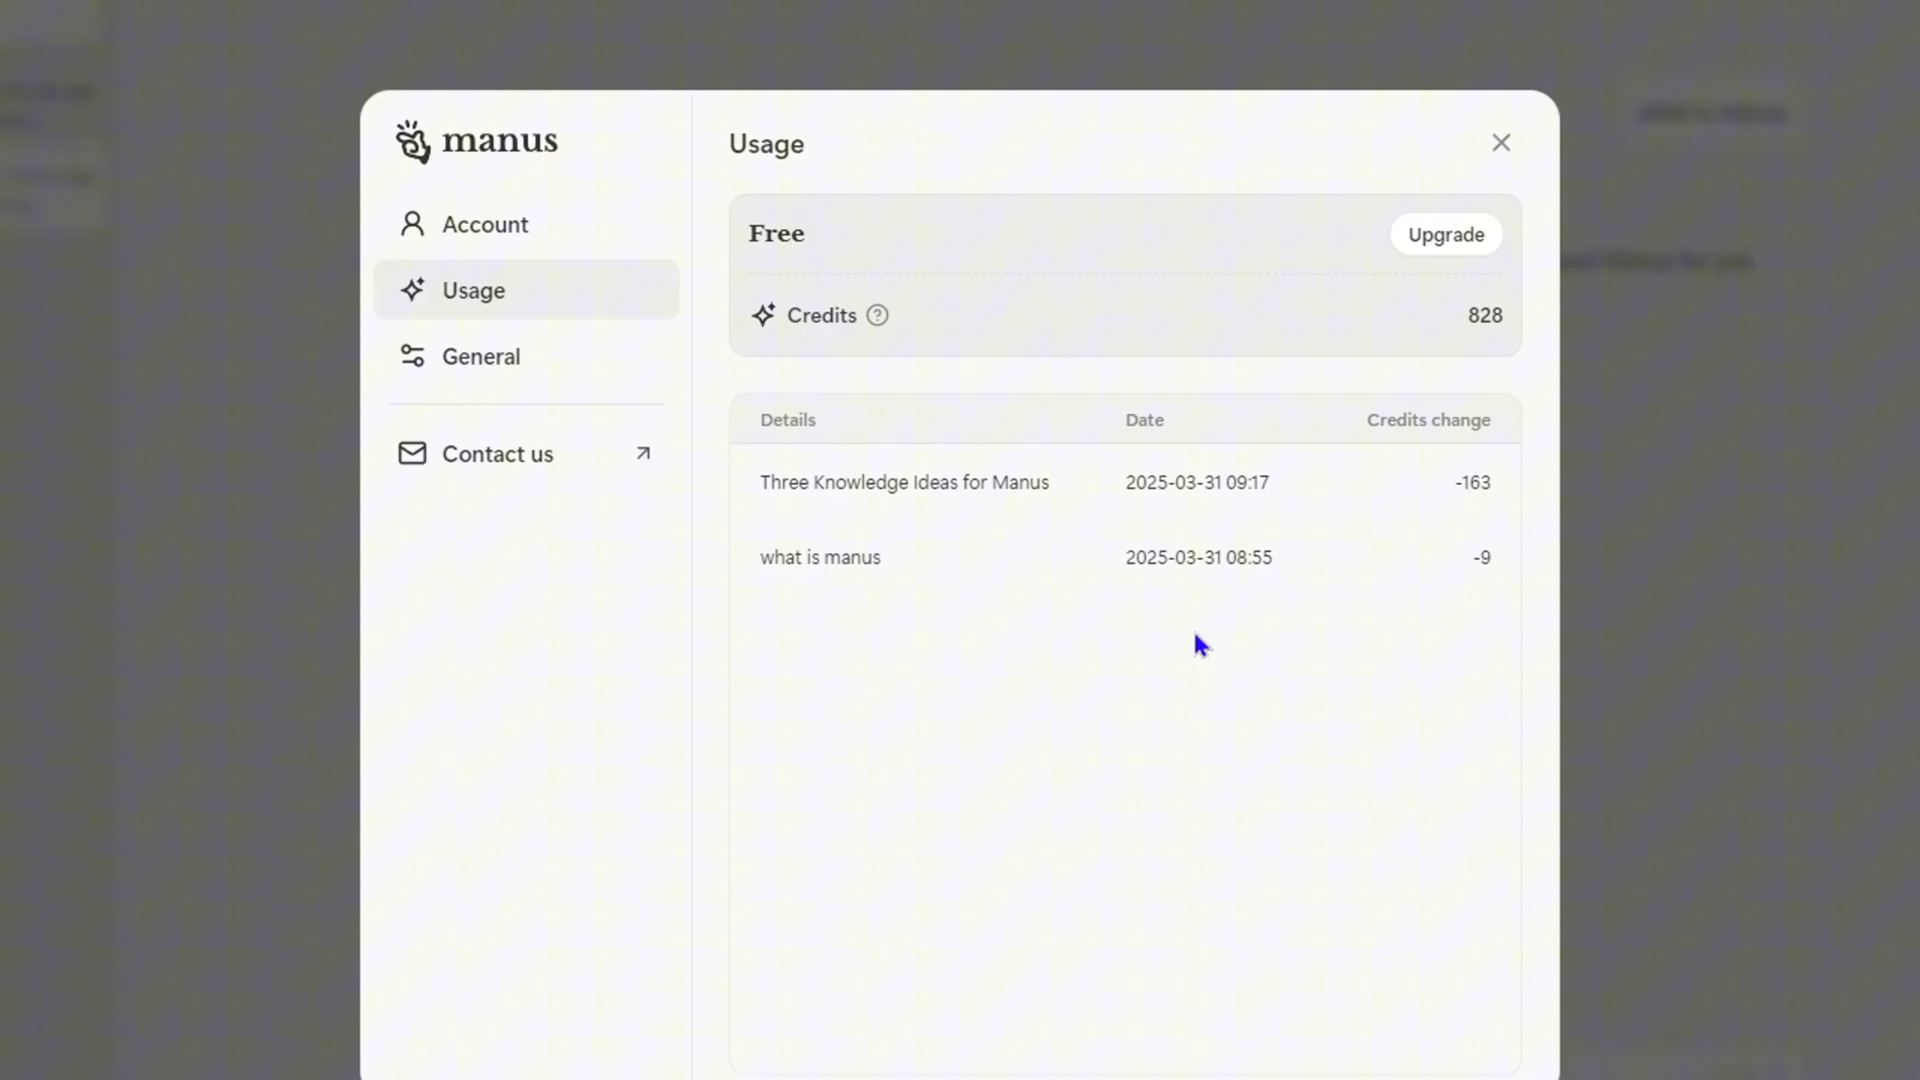 manus
Account
Usage
General
Contact us
Usage
Free
Upgrade
Credits
828
Details Date Credits change
Three Knowledge Ideas for Manus 2025-03-31 09:17 -163
what is manus 2025-03-31 08:55 -9